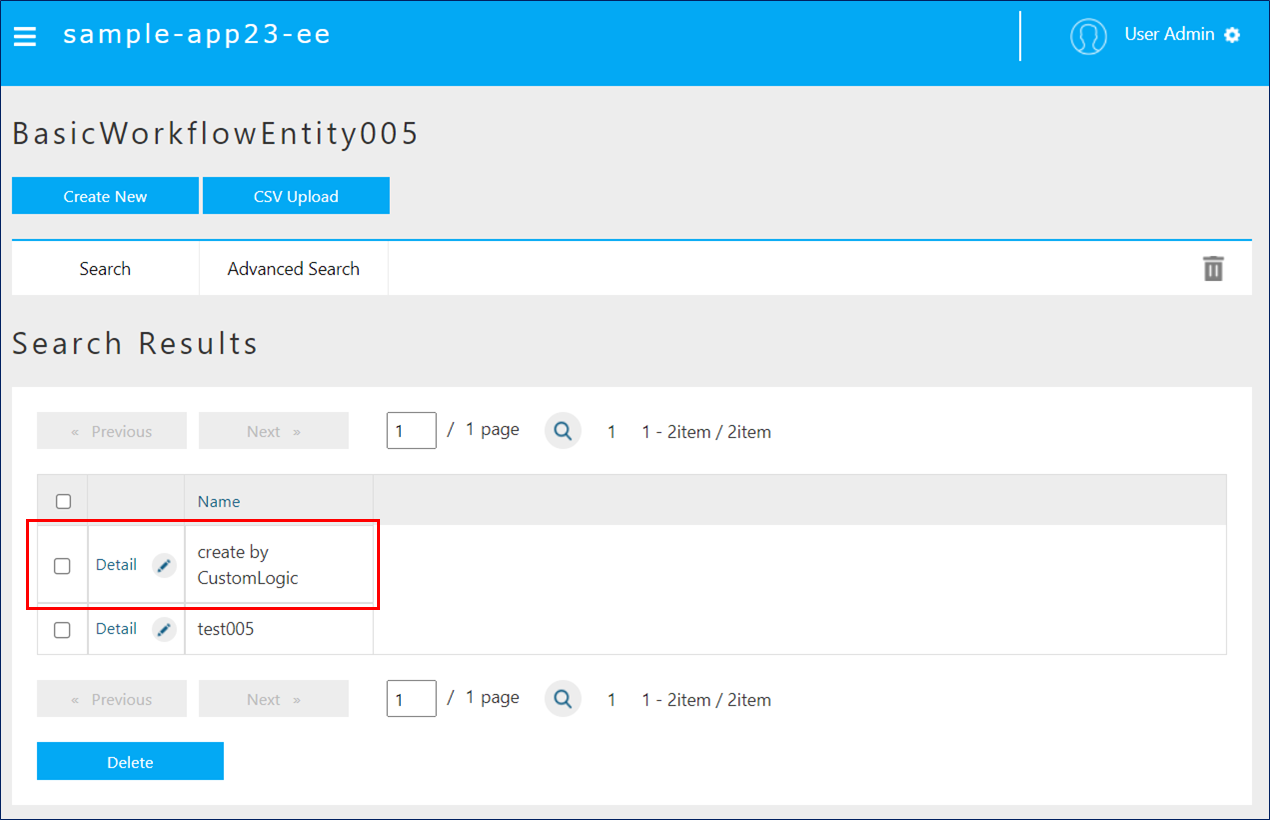 sample-app23-ee
User Admin
BasicWorkflowEntity005
Create New
CSV Upload
Search
Advanced Search
Search Results
« Previous
Next »
1 / 1 page
1
1 - 2item / 2item
Name
Detail
create by
CustomLogic
Detail
test005
« Previous
Next »
1 / 1 page
1
1 - 2item / 2item
Delete